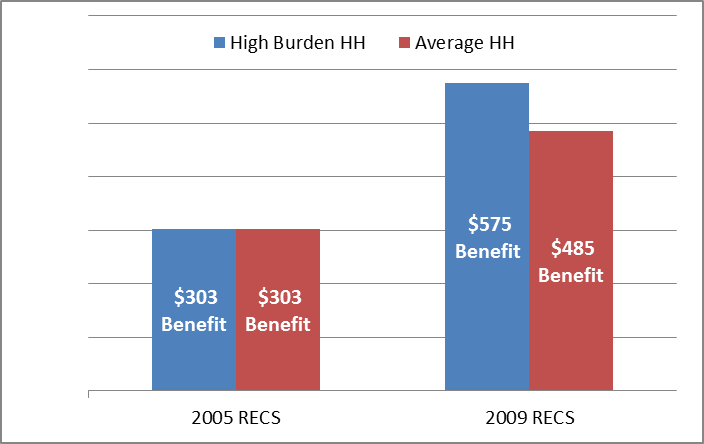 High Burden HH Average HH
$575
Benefit
$485
Benefit
$303
Benefit
$303
Benefit
2005 RECS 2009 RECS